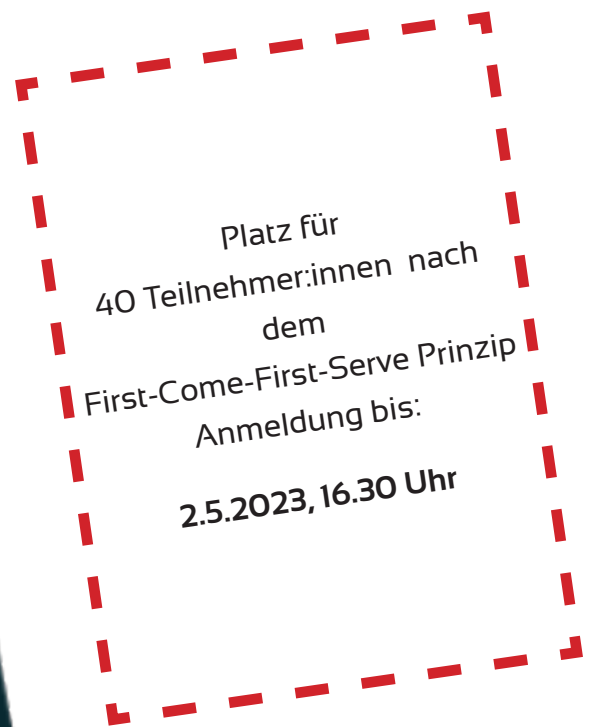 Platz für
40 Teilnehmer:innen nach
dem
First-Come-First-Serve Prinzip
Anmeldung bis:
2.5.2023, 16.30 Uhr